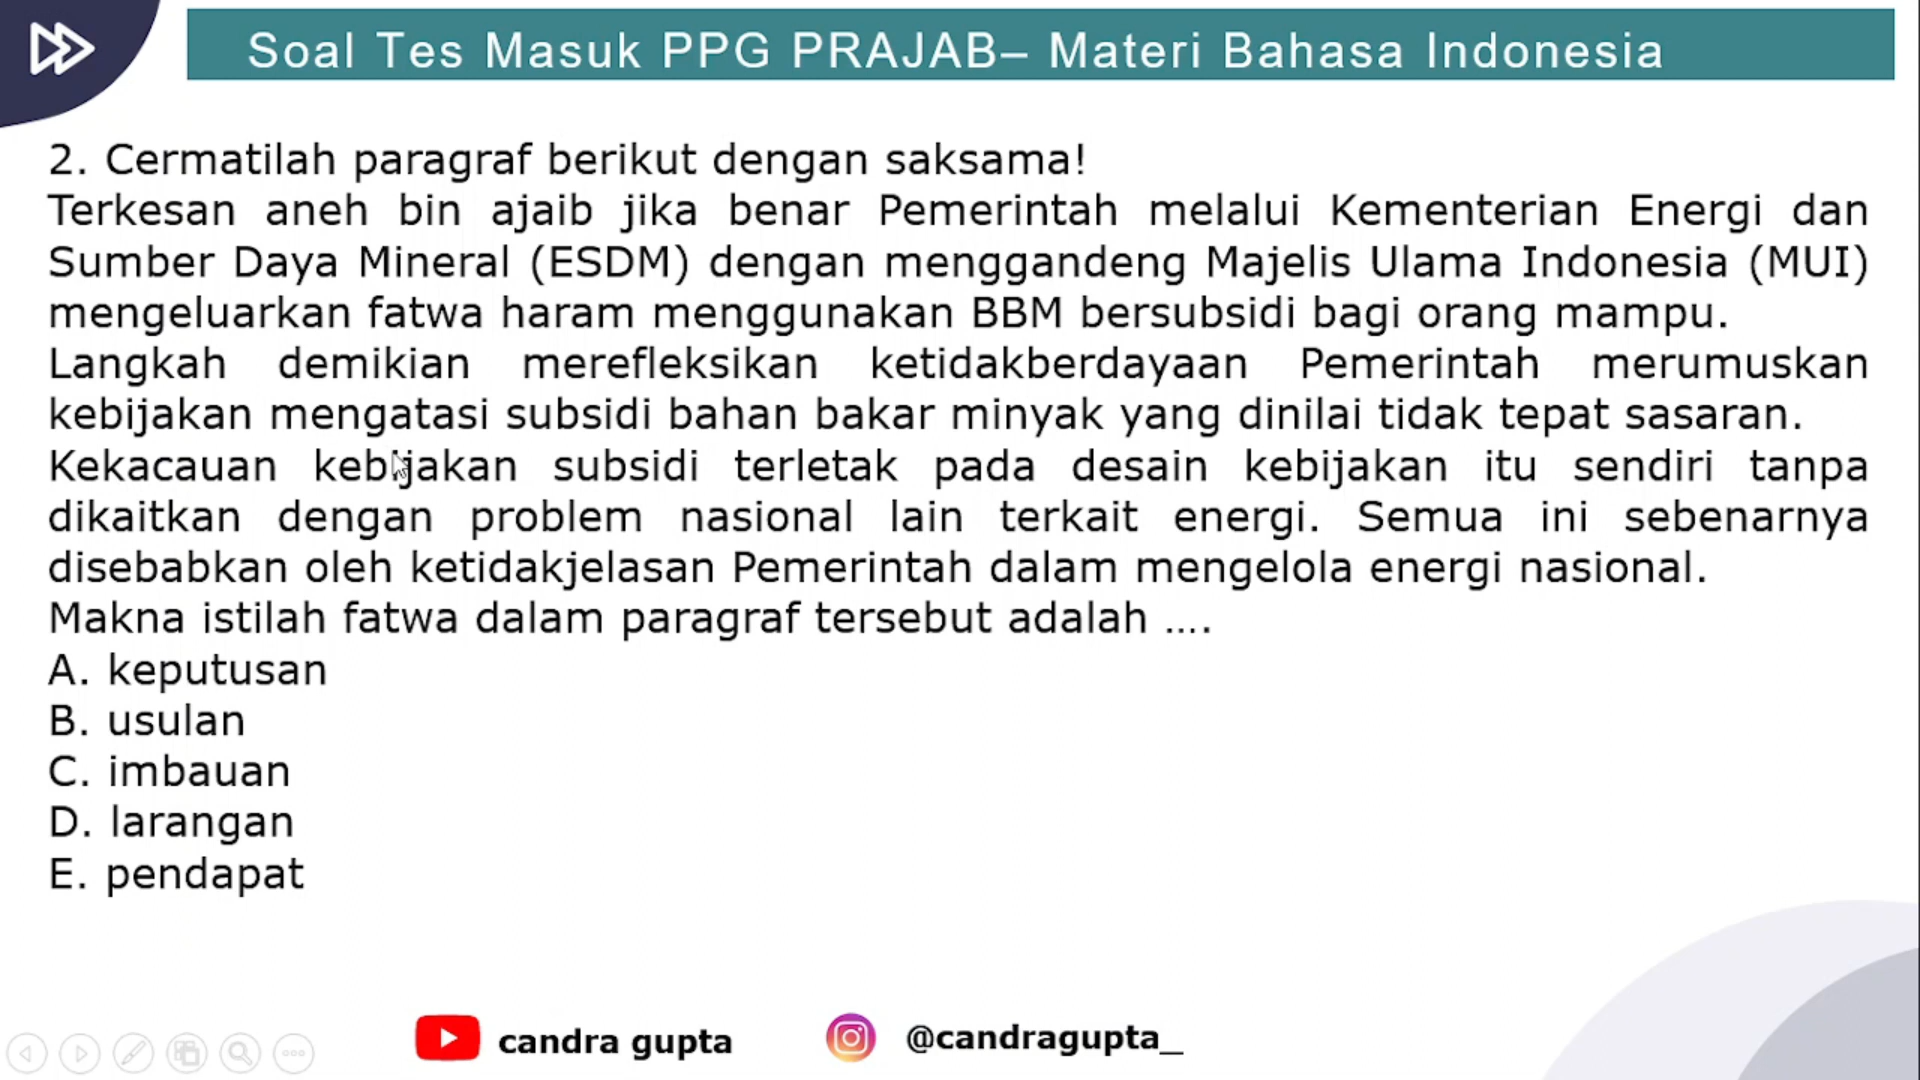 Soal Tes Masuk PPG PRAJAB– Materi Bahasa Indonesia
2. Cermatilah paragraf berikut dengan saksama!
Terkesan aneh bin ajaib jika benar Pemerintah melalui Kementerian Energi dan
Sumber Daya Mineral (ESDM) dengan menggandeng Majelis Ulama Indonesia (MUI)
mengeluarkan fatwa haram menggunakan BBM bersubsidi bagi orang mampu.
Langkah demikian merefleksikan ketidakberdayaan Pemerintah merumuskan
kebijakan mengatasi subsidi bahan bakar minyak yang dinilai tidak tepat sasaran.
Kekacauan kebijakan subsidi terletak pada desain kebijakan itu sendiri tanpa
dikaitkan dengan problem nasional lain terkait energi. Semua ini sebenarnya
disebabkan oleh ketidakjelasan Pemerintah dalam mengelola energi nasional.
Makna istilah fatwa dalam paragraf tersebut adalah ....
A. keputusan
B. usulan
C. imbauan
D. larangan
E. pendapat
candra gupta @candragupta_